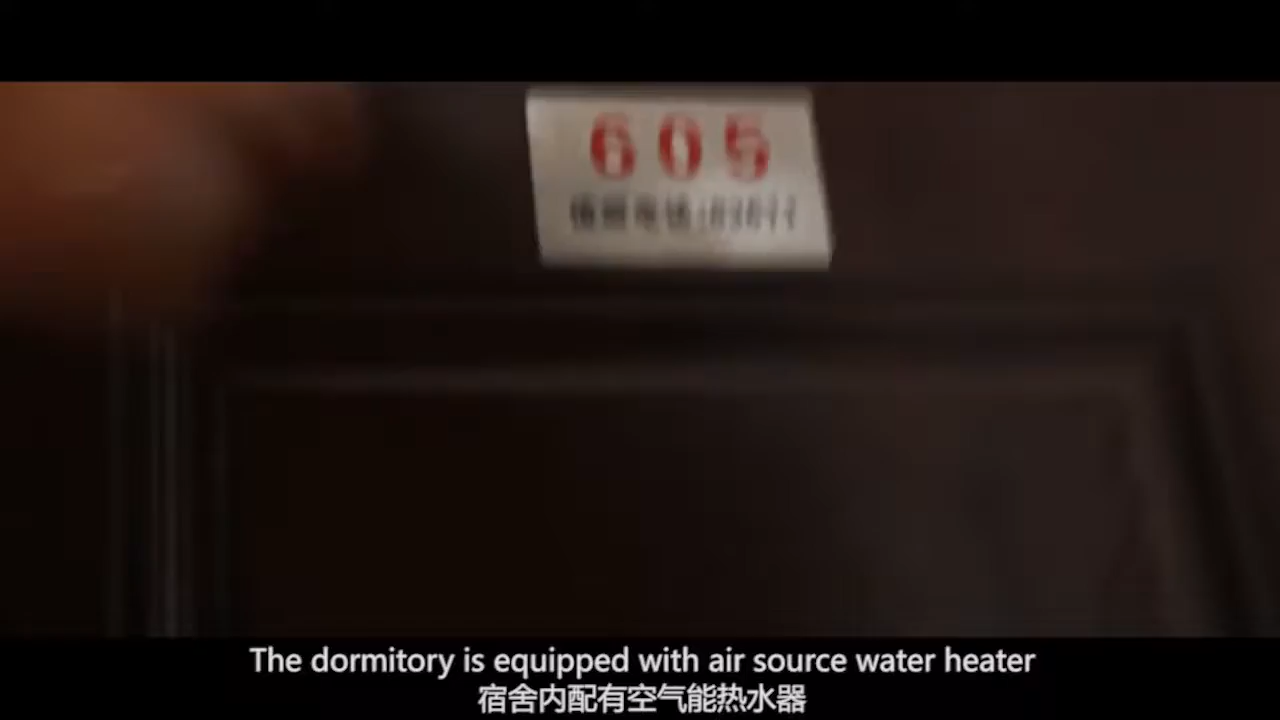 605
The dormitory is equipped with air source water heater
宿舍内配有空气能热水器